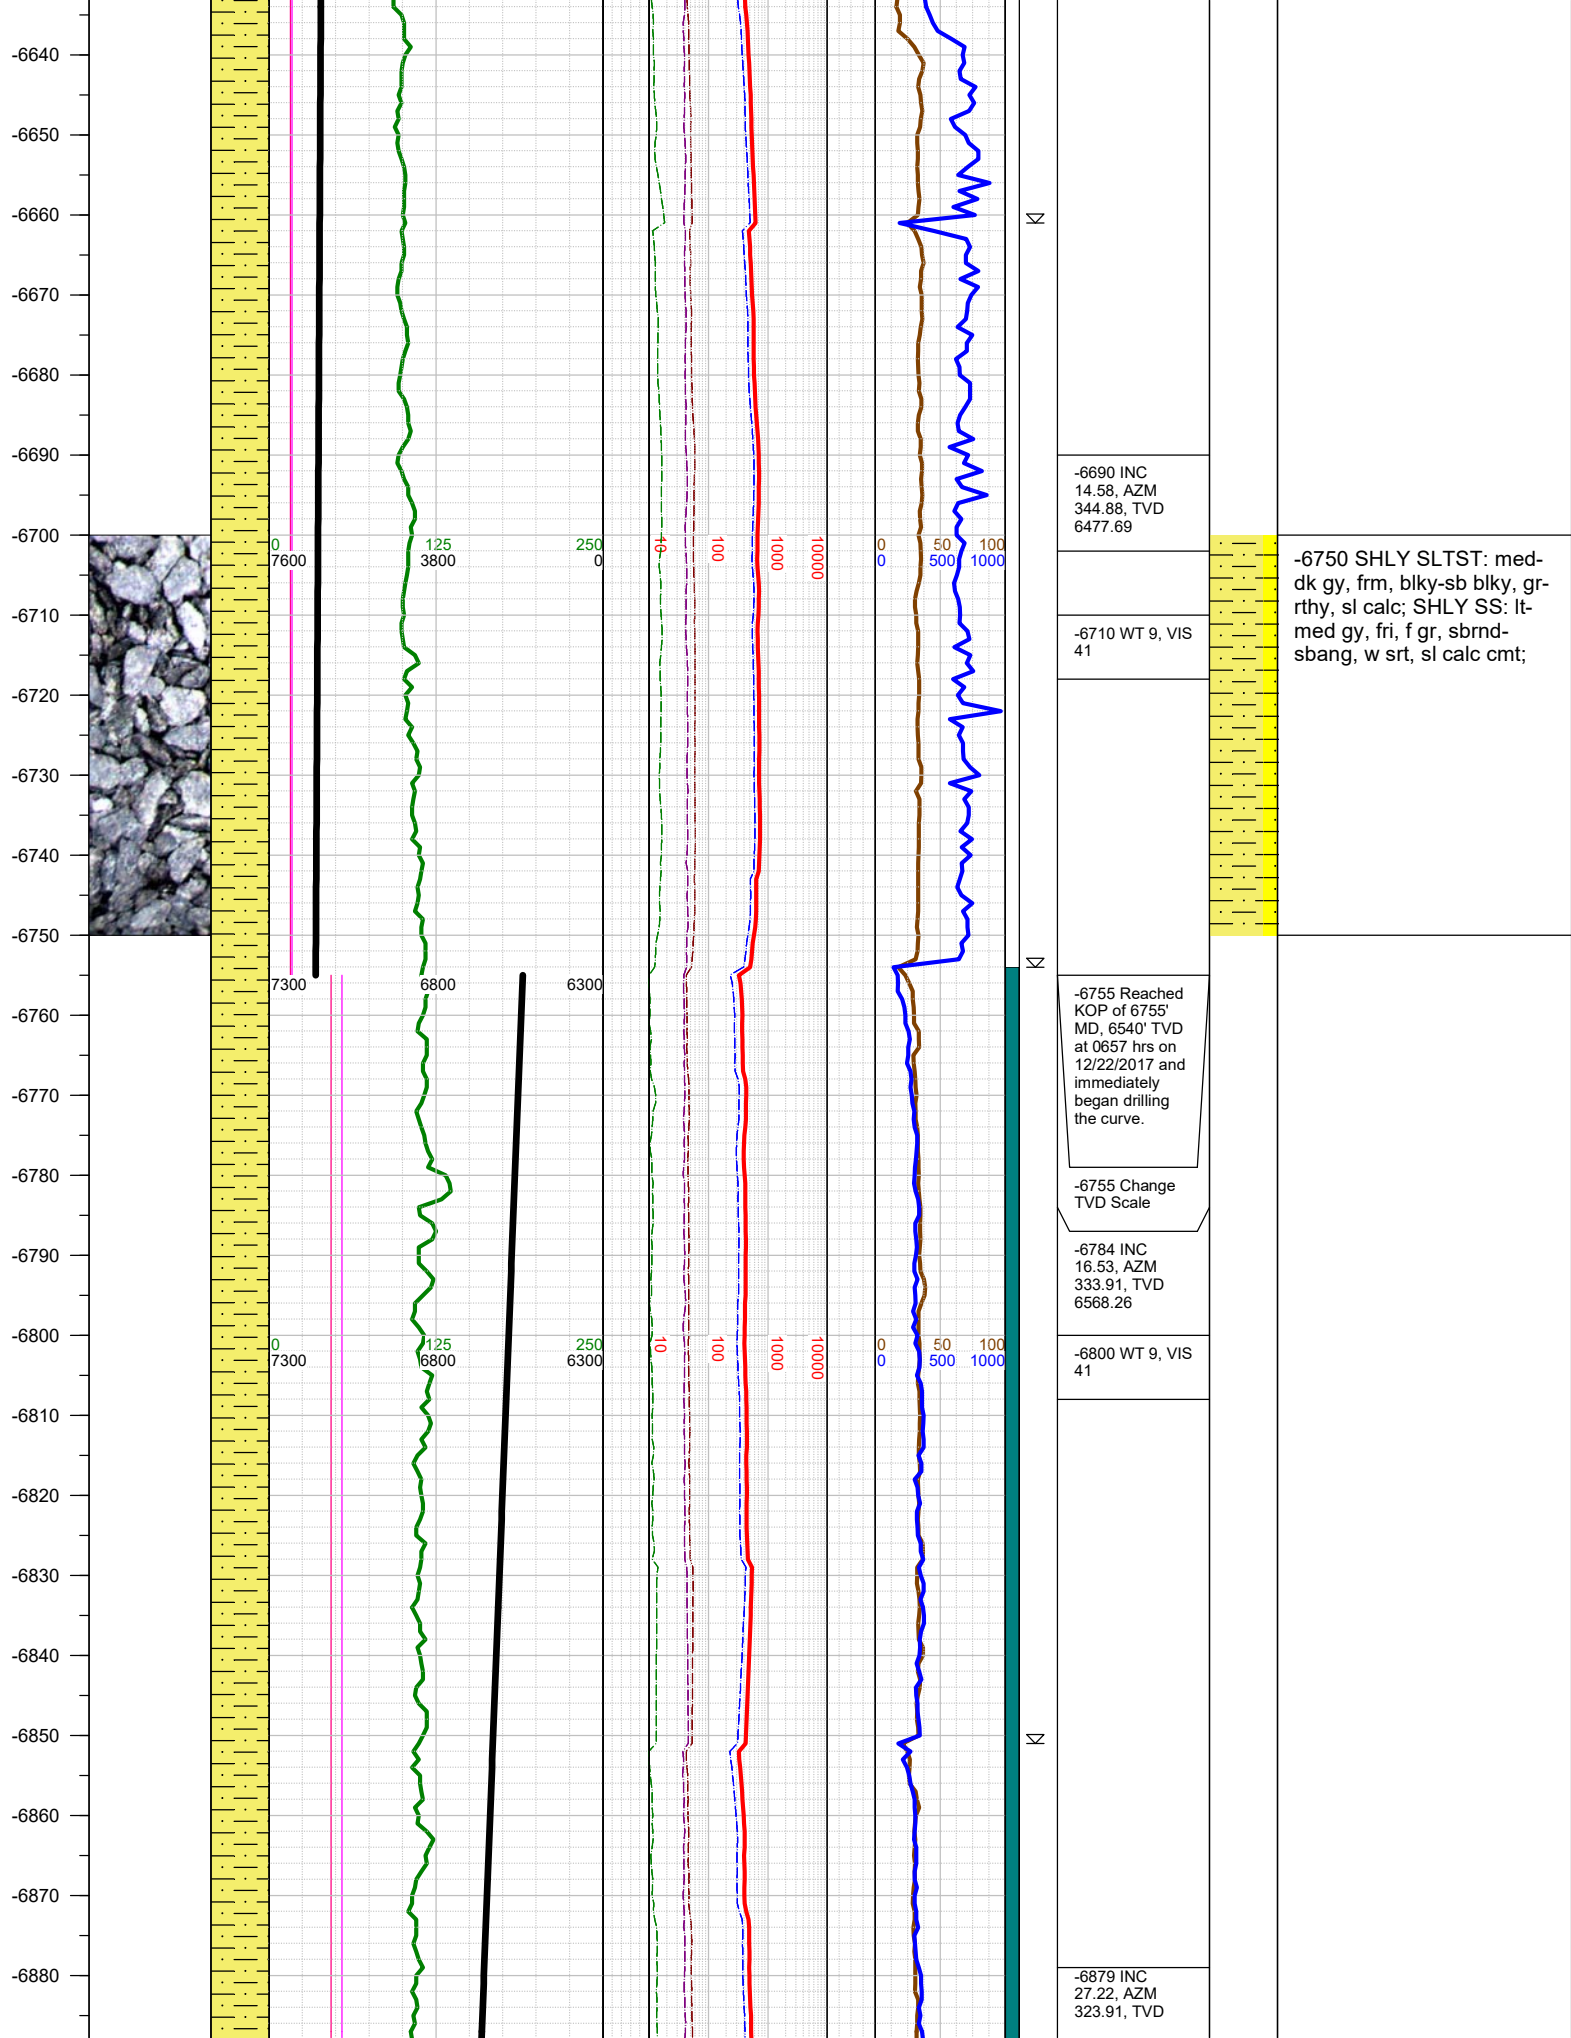 -6640
-6650
-6660
-6670
-6680
-6690
-6700
-6710
-6720
-6730
-6740
-6750
-6760
-6770
-6780
-6790
-6800
-6810
-6820
-6830
-6840
-6850
-6860
-6870
-6880
0 125 250
7600 3800 0
10 100 1000 10000
0 50 100
0 500 1000
7300 6800 6300
0 125 250
7300 6800 6300
10 100 1000 10000
0 50 100
0 500 1000
-6690 INC
14.58, AZM
344.88, TVD
6477.69
-6710 WT 9, VIS
41
-6755 Reached
KOP of 6755'
MD, 6540' TVD
at 0657 hrs on
12/22/2017 and
immediately
began drilling
the curve.
-6755 Change
TVD Scale
-6784 INC
16.53, AZM
333.91, TVD
6568.26
-6800 WT 9, VIS
41
-6879 INC
27.22, AZM
323.91, TVD
-6750 SHLY SLTST: med-
dk gy, frm, blky-sb blky, gr-
rthy, sl calc; SHLY SS: lt-
med gy, fri, f gr, sbrnd-
sbang, w srt, sl calc cmt;